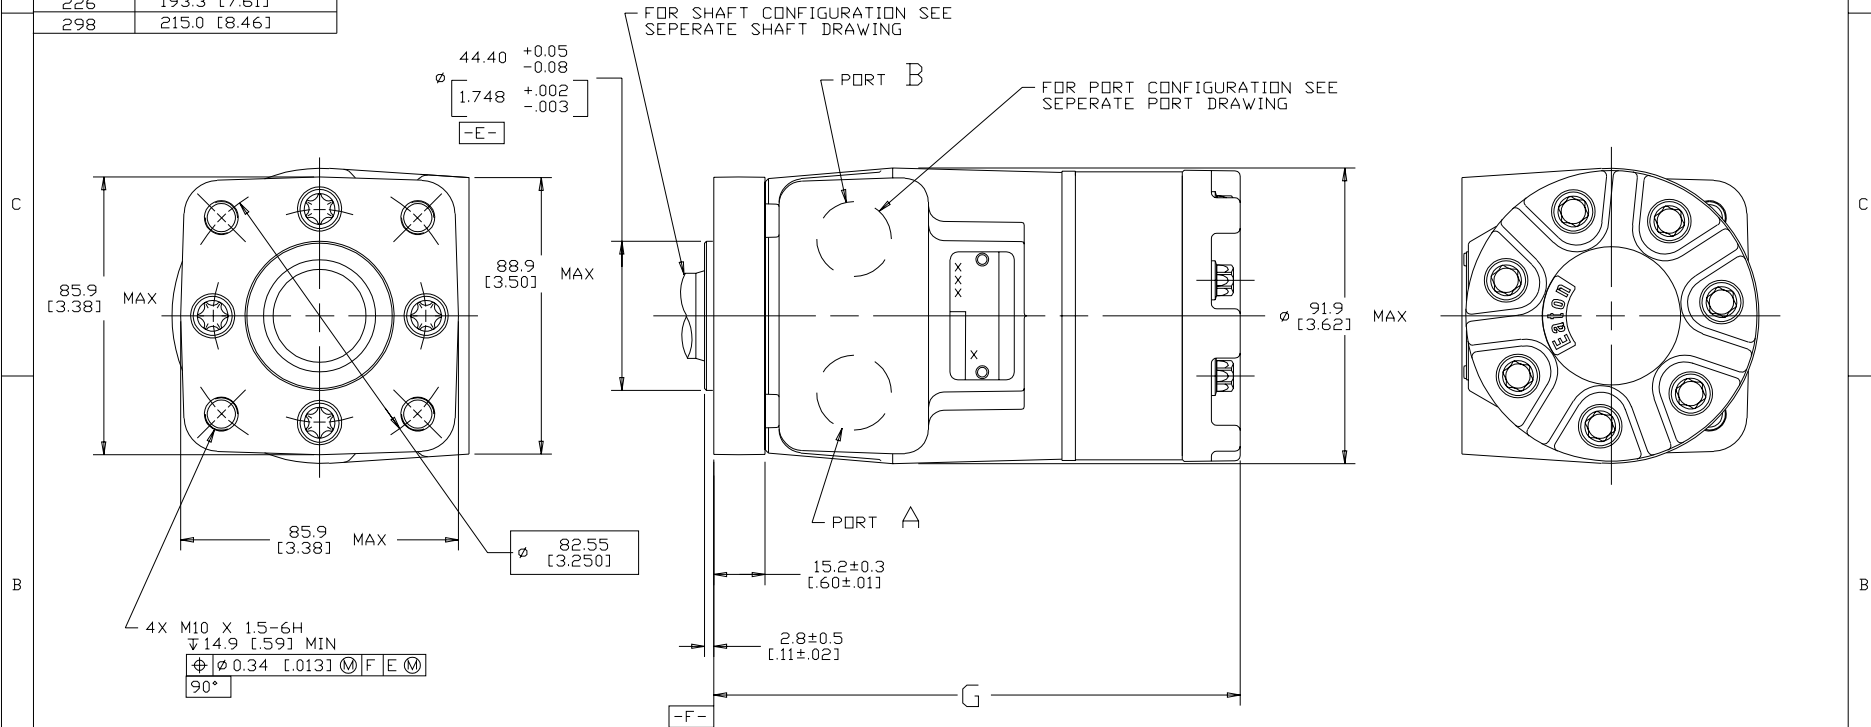 226 193.3 [7.61]
298 215.0 [8.46]
FOR SHAFT CONFIGURATION SEE
SEPERATE SHAFT DRAWING
ø 44.40 +0.05 -0.08
[1.748 +.002 -.003]
-E-
PORT B
FOR PORT CONFIGURATION SEE
SEPERATE PORT DRAWING
C
C
85.9
[3.38] MAX
88.9
[3.50] MAX
X
X
X
X
ø 91.9
[3.62] MAX
Eaton
PORT A
85.9
[3.38] MAX
ø 82.55
[3.250]
15.2±0.3
[.60±.01]
B
B
4X M10 X 1.5-6H
↧14.9 [.59] MIN
⌖ ø 0.34 [.013] Ⓜ F E Ⓜ
90°
2.8±0.5
[.11±.02]
G
-F-